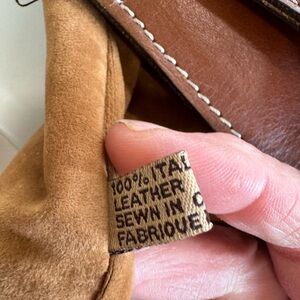 100% ITAL
LEATHER
SEWN IN C
FABRIQUE